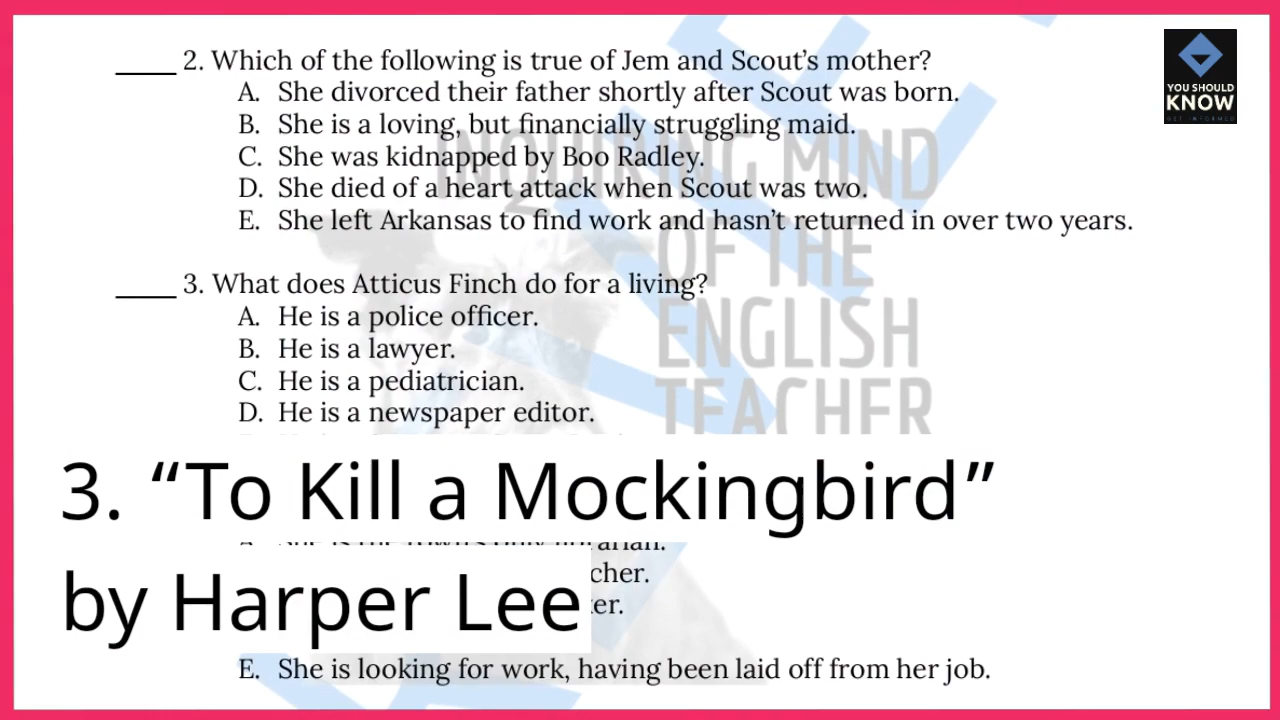 ____ 2. Which of the following is true of Jem and Scout’s mother?
A. She divorced their father shortly after Scout was born.
B. She is a loving, but financially struggling maid.
C. She was kidnapped by Boo Radley.
D. She died of a heart attack when Scout was two.
E. She left Arkansas to find work and hasn’t returned in over two years.
YOU SHOULD
KNOW
GET INFORMED
INQUIRING MIND
OF THE
ENGLISH
TEACHER
____ 3. What does Atticus Finch do for a living?
A. He is a police officer.
B. He is a lawyer.
C. He is a pediatrician.
D. He is a newspaper editor.
3. “To Kill a Mockingbird”
by Harper Lee
E. She is looking for work, having been laid off from her job.